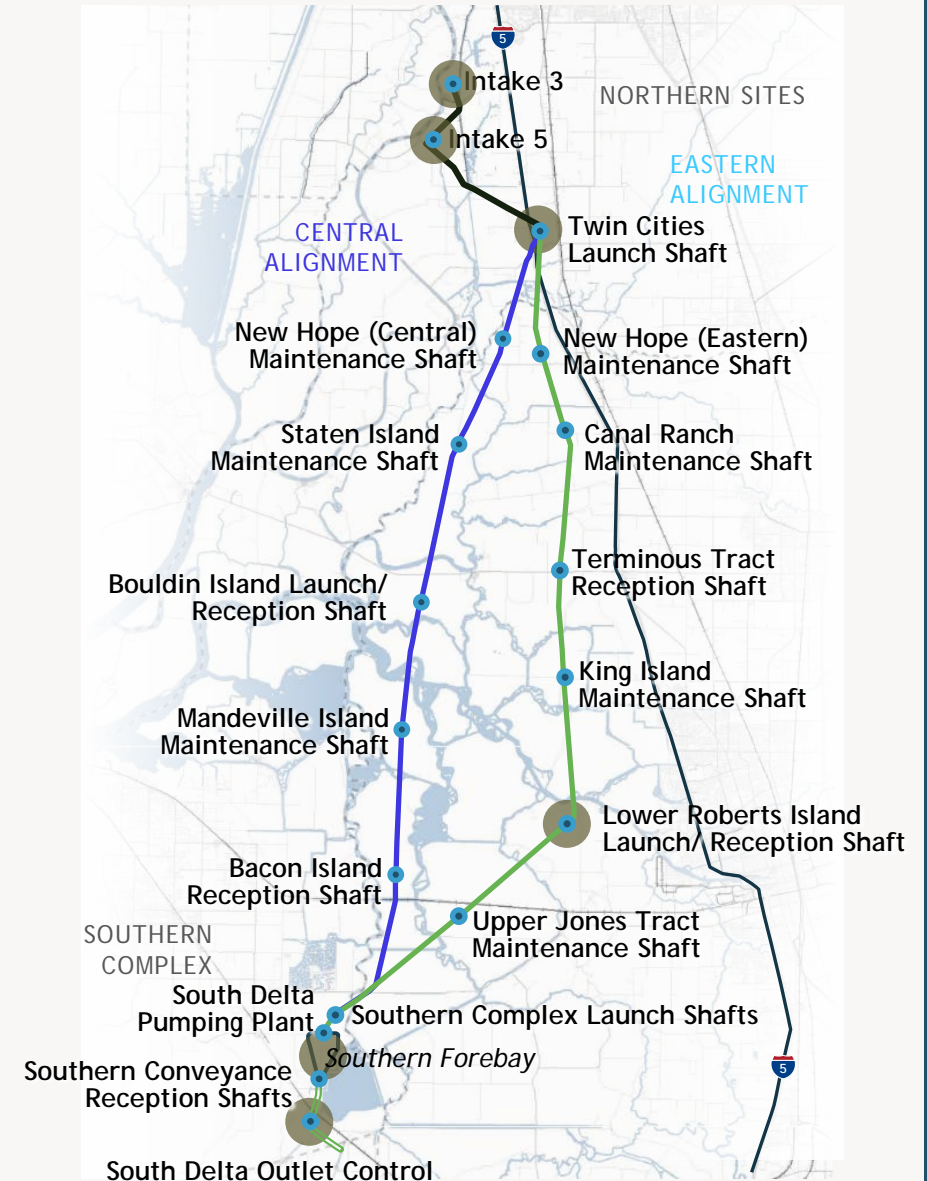 5
Intake 3
NORTHERN SITES
Intake 5
EASTERN
ALIGNMENT
CENTRAL
ALIGNMENT
Twin Cities
Launch Shaft
New Hope (Central)
Maintenance Shaft
New Hope (Eastern)
Maintenance Shaft
Staten Island
Maintenance Shaft
Canal Ranch
Maintenance Shaft
Terminous Tract
Reception Shaft
Bouldin Island Launch/
Reception Shaft
King Island
Maintenance Shaft
Mandeville Island
Maintenance Shaft
Lower Roberts Island
Launch/ Reception Shaft
Bacon Island
Reception Shaft
Upper Jones Tract
Maintenance Shaft
SOUTHERN
COMPLEX
South Delta
Pumping Plant
Southern Complex Launch Shafts
Southern Forebay
5
Southern Conveyance
Reception Shafts
South Delta Outlet Control